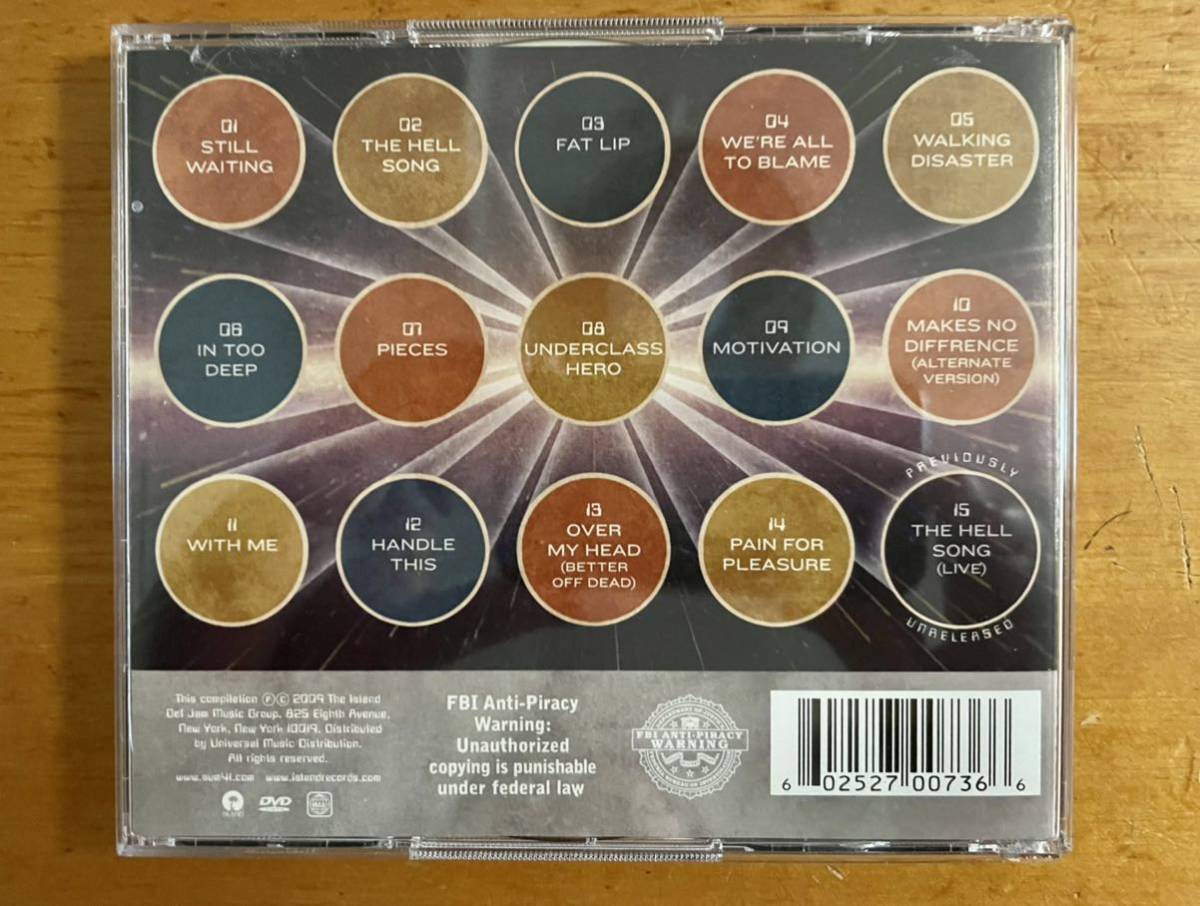 01
STILL
WAITING
02
THE HELL
SONG
03
FAT LIP
04
WE'RE ALL
TO BLAME
05
WALKING
DISASTER
06
IN TOO
DEEP
07
PIECES
08
UNDERCLASS
HERO
09
MOTIVATION
10
MAKES NO
DIFFRENCE
(ALTERNATE
VERSION)
11
WITH ME
12
HANDLE
THIS
13
OVER
MY HEAD
(BETTER
OFF DEAD)
14
PAIN FOR
PLEASURE
PREVIOUSLY
15
THE HELL
SONG
(LIVE)
UNRELEASED
This compilation ℗© 2009 The Island
Def Jam Music Group, 825 Eighth Avenue,
New York, New York 10019. Distributed
by Universal Music Distribution.
All rights reserved.
www.sum41.com www.islandrecords.com
ISLAND
DVD
FBI Anti-Piracy
Warning:
Unauthorized
copying is punishable
under federal law
FBI ANTI-PIRACY
WARNING
6 02527 00736 6